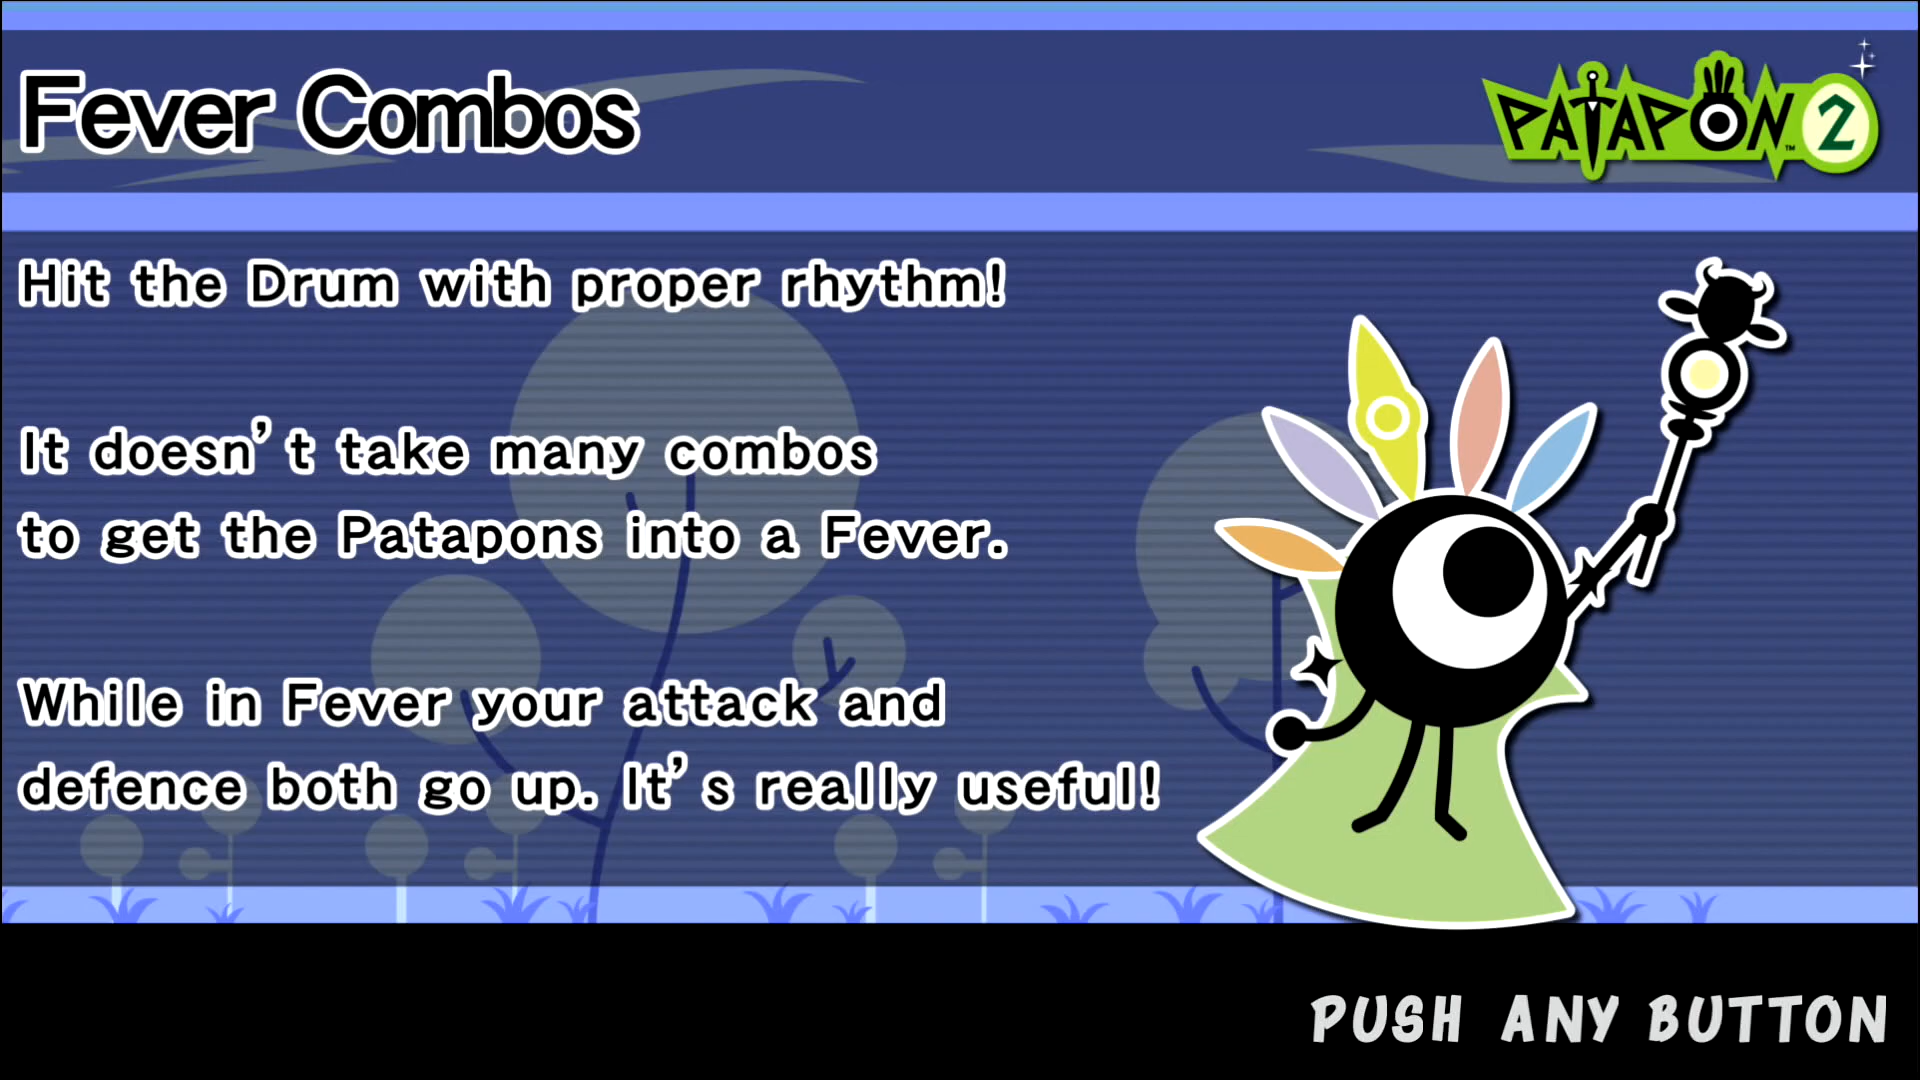 Fever Combos
PATAPON 2
™
Hit the Drum with proper rhythm!
It doesn't take many combos
to get the Patapons into a Fever.
While in Fever your attack and
defence both go up. It's really useful!
PUSH ANY BUTTON